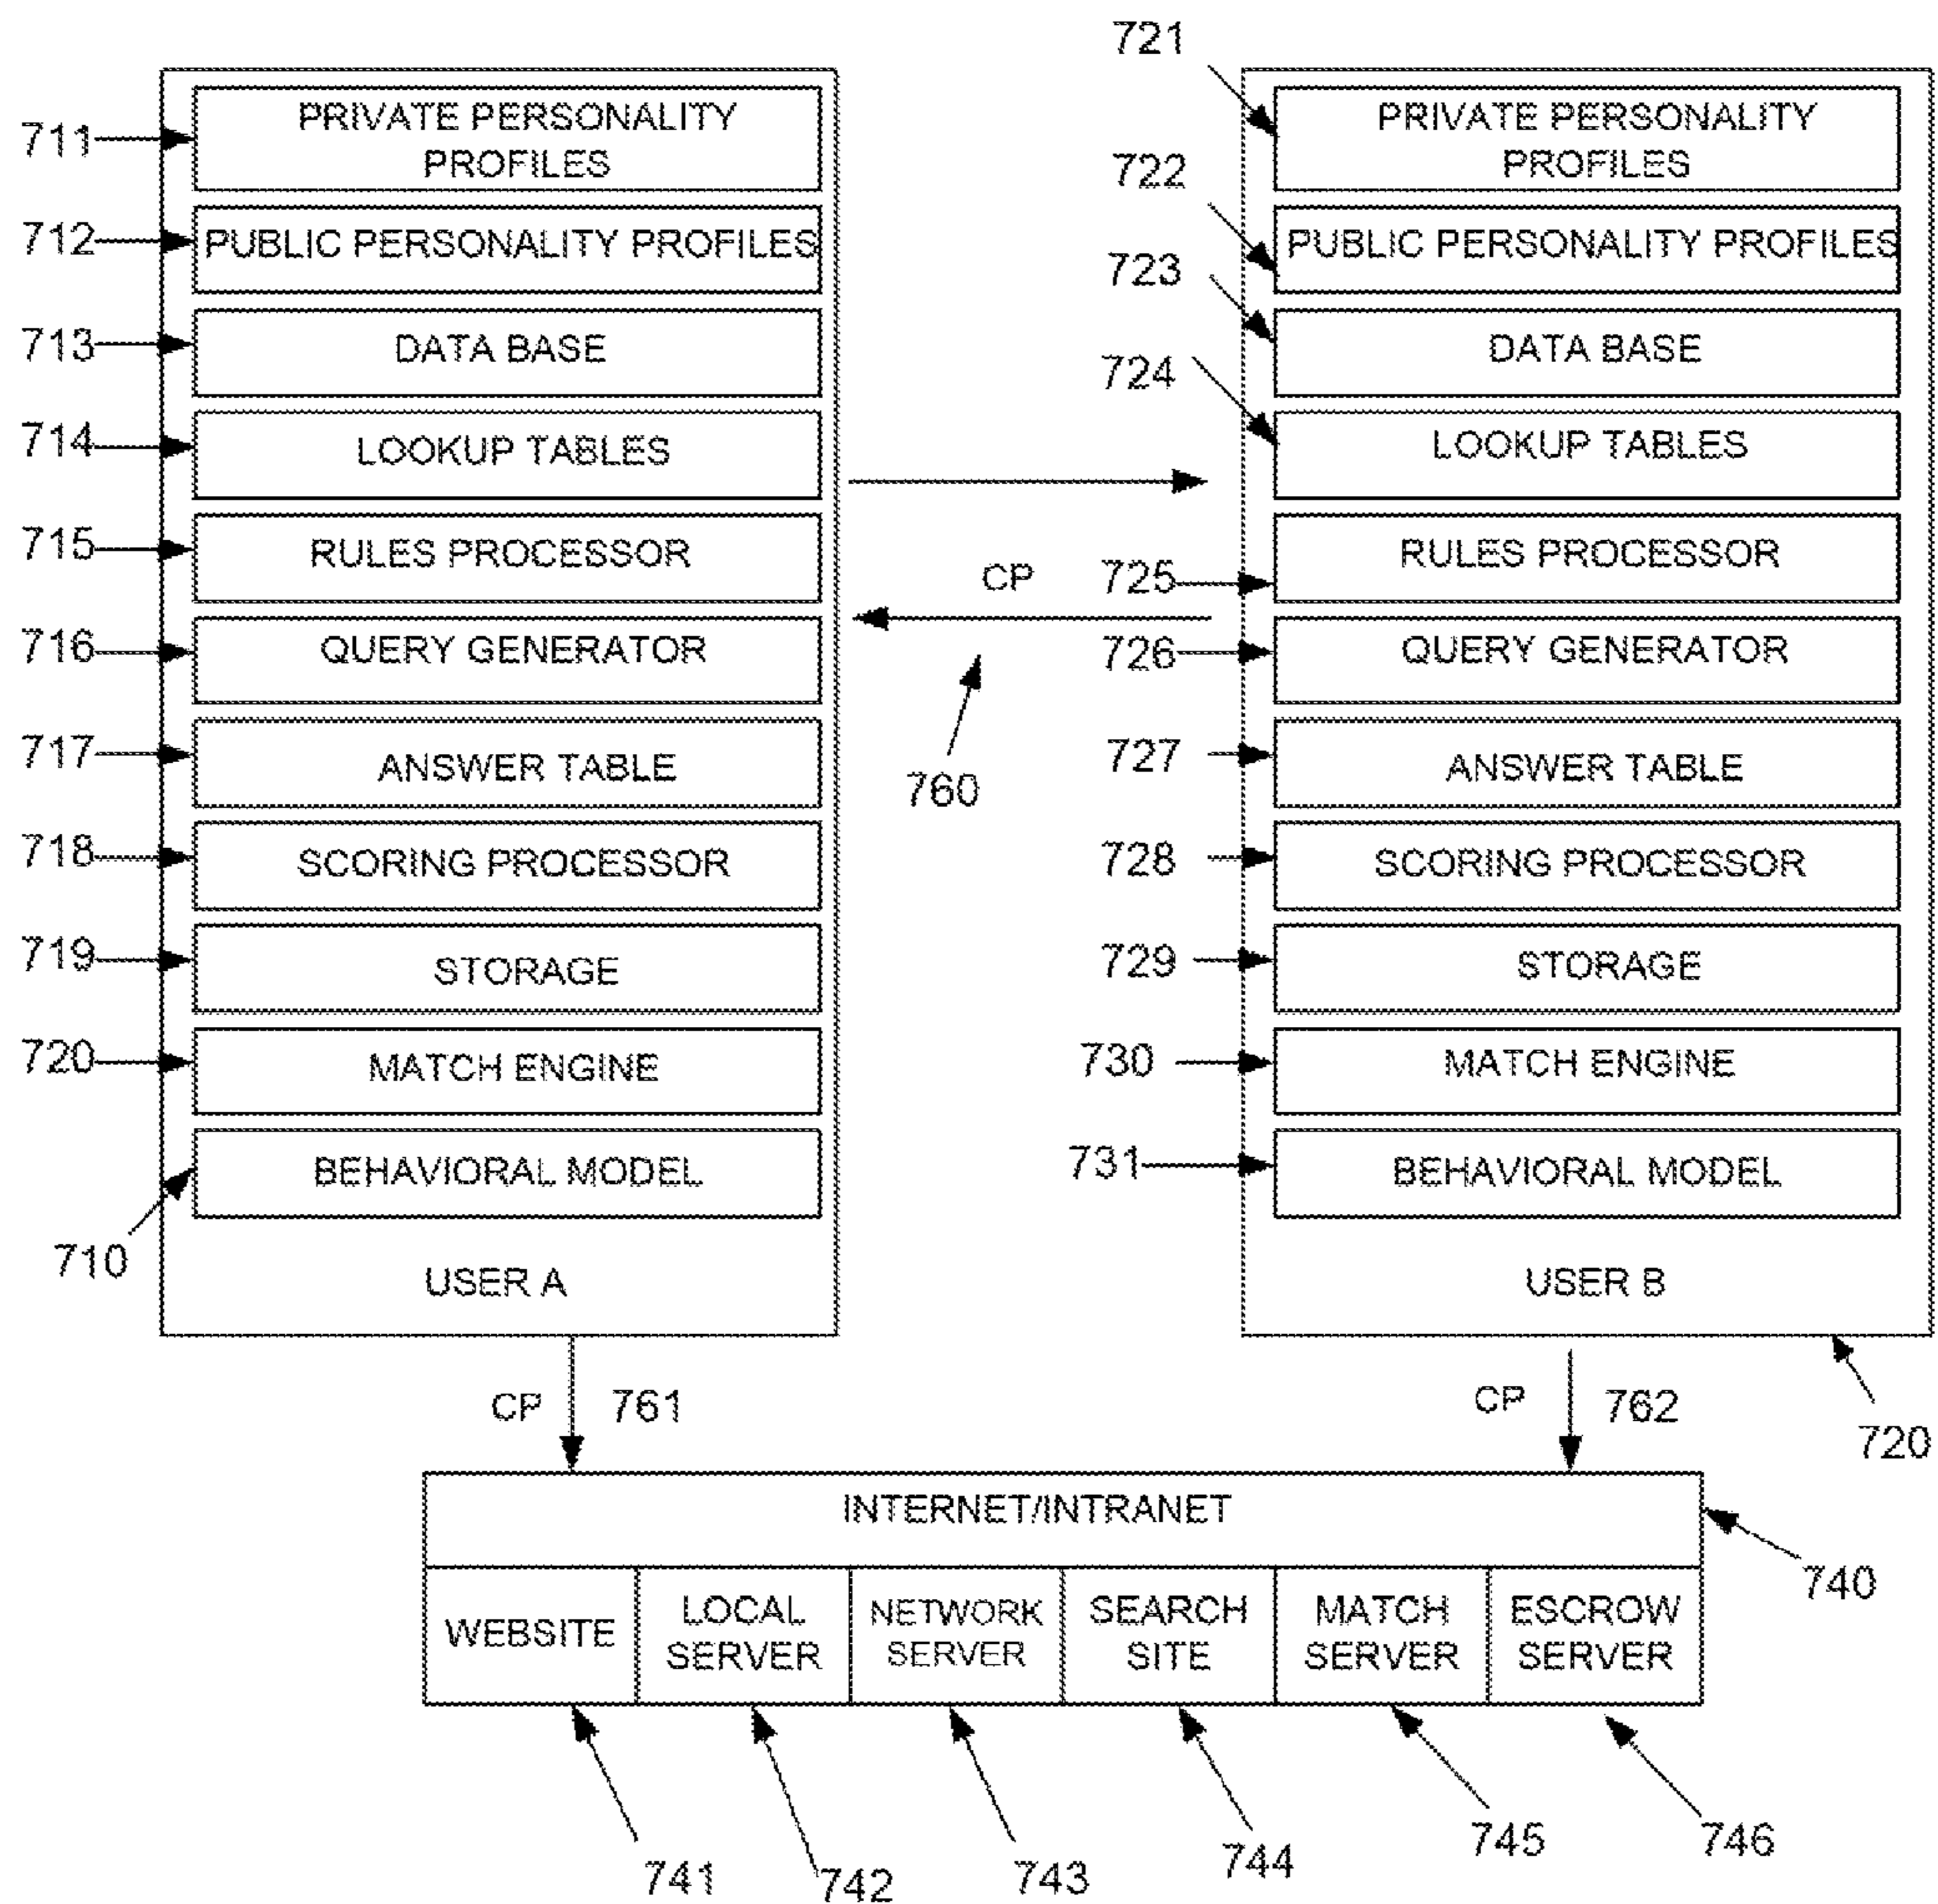 711
PRIVATE PERSONALITY
PROFILES
712
PUBLIC PERSONALITY PROFILES
713
DATA BASE
714
LOOKUP TABLES
715
RULES PROCESSOR
716
QUERY GENERATOR
717
ANSWER TABLE
718
SCORING PROCESSOR
719
STORAGE
720
MATCH ENGINE
BEHAVIORAL MODEL
710
USER A
CP
760
721
PRIVATE PERSONALITY
PROFILES
722
PUBLIC PERSONALITY PROFILES
723
DATA BASE
724
LOOKUP TABLES
725
RULES PROCESSOR
726
QUERY GENERATOR
727
ANSWER TABLE
728
SCORING PROCESSOR
729
STORAGE
730
MATCH ENGINE
731
BEHAVIORAL MODEL
USER B
720
CP
761
CP
762
INTERNET/INTRANET
740
WEBSITE
LOCAL
SERVER
NETWORK
SERVER
SEARCH
SITE
MATCH
SERVER
ESCROW
SERVER
741
742
743
744
745
746